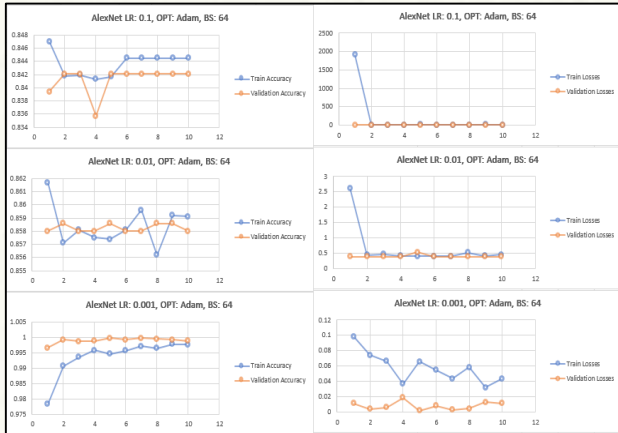 AlexNet LR: 0.1, OPT: Adam, BS: 64
0.848
0.846
0.844
0.842
0.84
0.838
0.836
0.834
0 2 4 6 8 10 12
Train Accuracy
Validation Accuracy
AlexNet LR: 0.1, OPT: Adam, BS: 64
2500
2000
1500
1000
500
0
0 2 4 6 8 10 12
Train Losses
Validation Losses
AlexNet LR: 0.01, OPT: Adam, BS: 64
0.862
0.861
0.86
0.859
0.858
0.857
0.856
0.855
0 2 4 6 8 10 12
Train Accuracy
Validation Accuracy
AlexNet LR: 0.01, OPT: Adam, BS: 64
3
2.5
2
1.5
1
0.5
0
0 2 4 6 8 10 12
Train Losses
Validation Losses
AlexNet LR: 0.001, OPT: Adam, BS: 64
1.005
1
0.995
0.99
0.985
0.98
0.975
0 2 4 6 8 10 12
Train Accuracy
Validation Accuracy
AlexNet LR: 0.001, OPT: Adam, BS: 64
0.12
0.1
0.08
0.06
0.04
0.02
0
0 2 4 6 8 10 12
Train Losses
Validation Losses